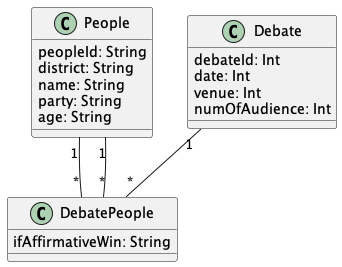 C People
peopleId: String
district: String
name: String
party: String
age: String
C Debate
debateId: Int
date: Int
venue: Int
numOfAudience: Int
1 1 1
* * *
C DebatePeople
ifAffirmativeWin: String